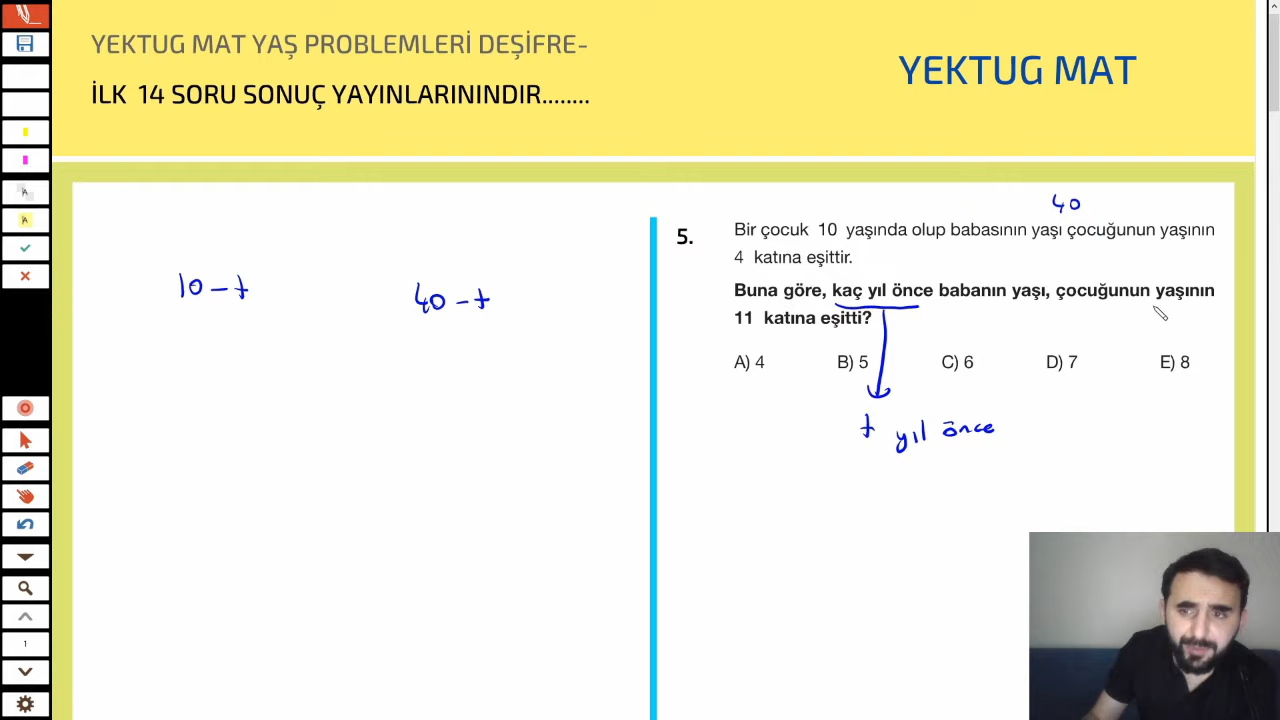 YEKTUG MAT YAŞ PROBLEMLERİ DEŞİFRE-
İLK 14 SORU SONUÇ YAYINLARININDIR........
YEKTUG MAT
40
5. Bir çocuk 10 yaşında olup babasının yaşı çocuğunun yaşının
4 katına eşittir.
Buna göre, kaç yıl önce babanın yaşı, çocuğunun yaşının
11 katına eşitti?
A) 4 B) 5 C) 6 D) 7 E) 8
t yıl önce
10 - t 40 - t
1